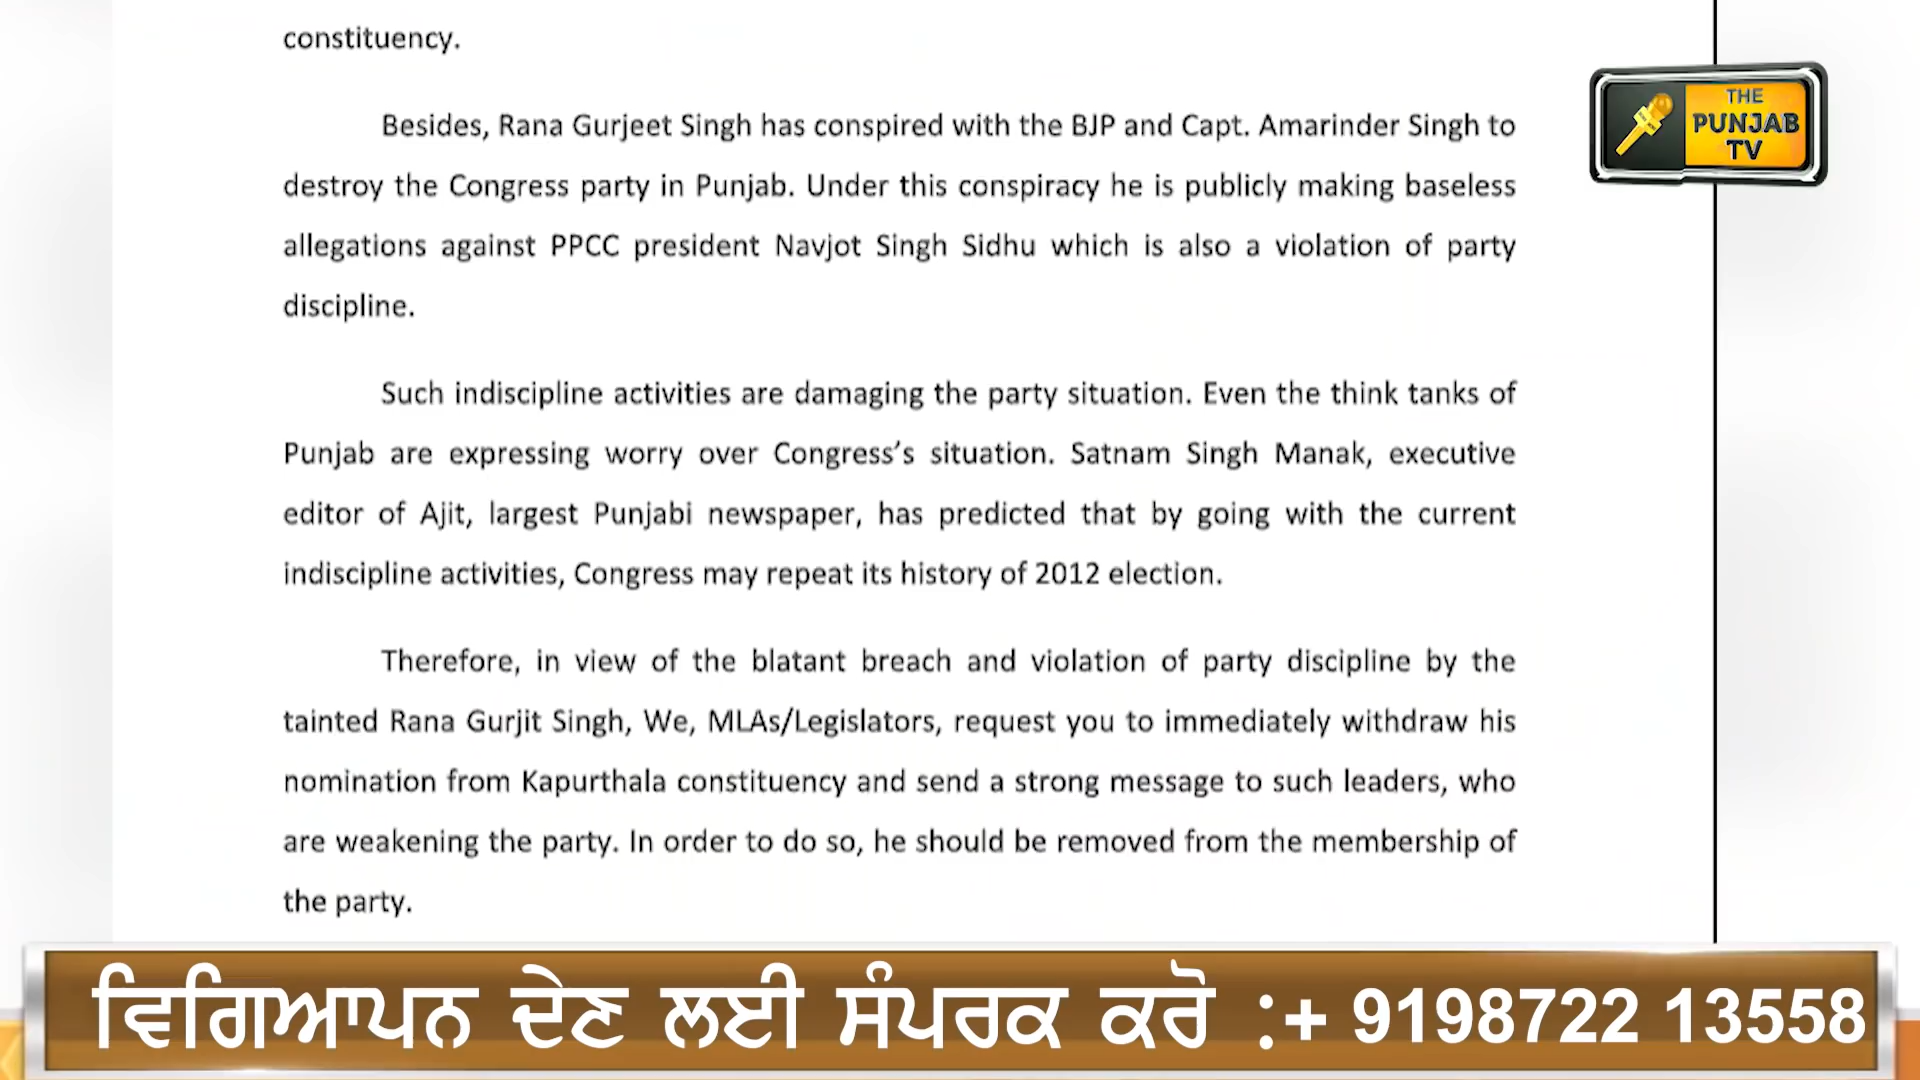 constituency.
Besides, Rana Gurjeet Singh has conspired with the BJP and Capt. Amarinder Singh to
destroy the Congress party in Punjab. Under this conspiracy he is publicly making baseless
allegations against PPCC president Navjot Singh Sidhu which is also a violation of party
discipline.
Such indiscipline activities are damaging the party situation. Even the think tanks of
Punjab are expressing worry over Congress’s situation. Satnam Singh Manak, executive
editor of Ajit, largest Punjabi newspaper, has predicted that by going with the current
indiscipline activities, Congress may repeat its history of 2012 election.
Therefore, in view of the blatant breach and violation of party discipline by the
tainted Rana Gurjit Singh, We, MLAs/Legislators, request you to immediately withdraw his
nomination from Kapurthala constituency and send a strong message to such leaders, who
are weakening the party. In order to do so, he should be removed from the membership of
the party.
THE
PUNJAB
TV
ਵਿਗਿਆਪਨ ਦੇਣ ਲਈ ਸੰਪਰਕ ਕਰੋ :+ 9198722 13558